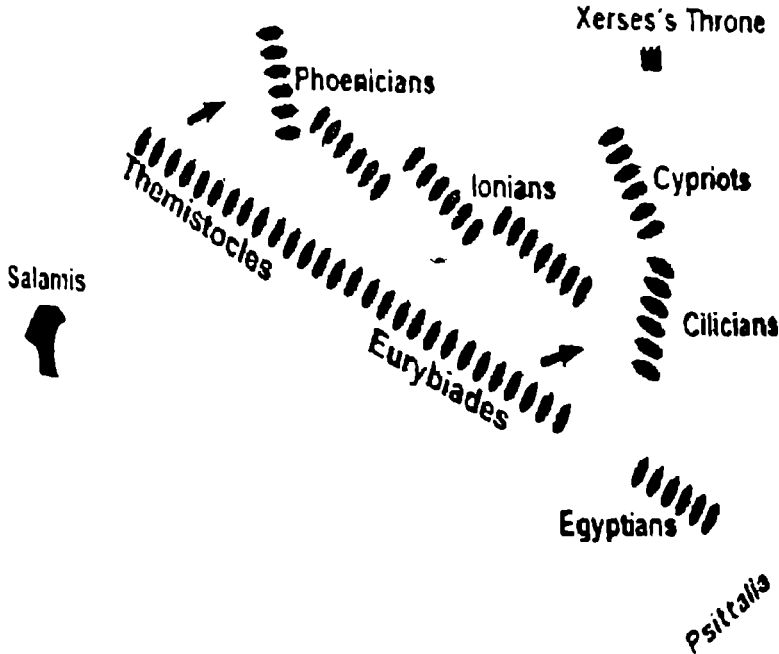 Xerses's Throne
Phoenicians
Ionians
Cypriots
Themistocles
Salamis
Cilicians
Eurybiades
Egyptians
Psittalia